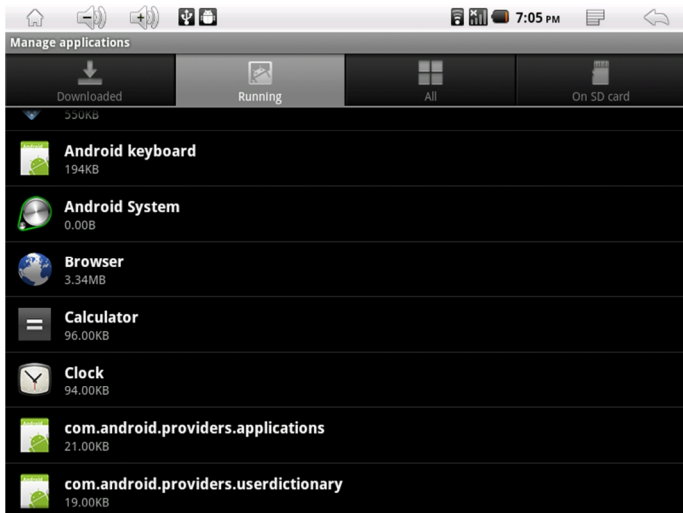 7:05 PM
Manage applications
Downloaded
Running
All
On SD card
550KB
Android keyboard
194KB
Android System
0.00B
Browser
3.34MB
Calculator
96.00KB
Clock
94.00KB
com.android.providers.applications
21.00KB
com.android.providers.userdictionary
19.00KB